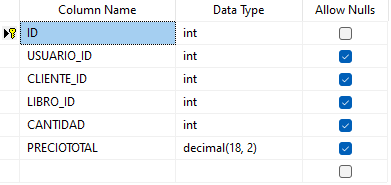 Column Name Data Type Allow Nulls
ID int
USUARIO_ID int
CLIENTE_ID int
LIBRO_ID int
CANTIDAD int
PRECIOTOTAL decimal(18, 2)